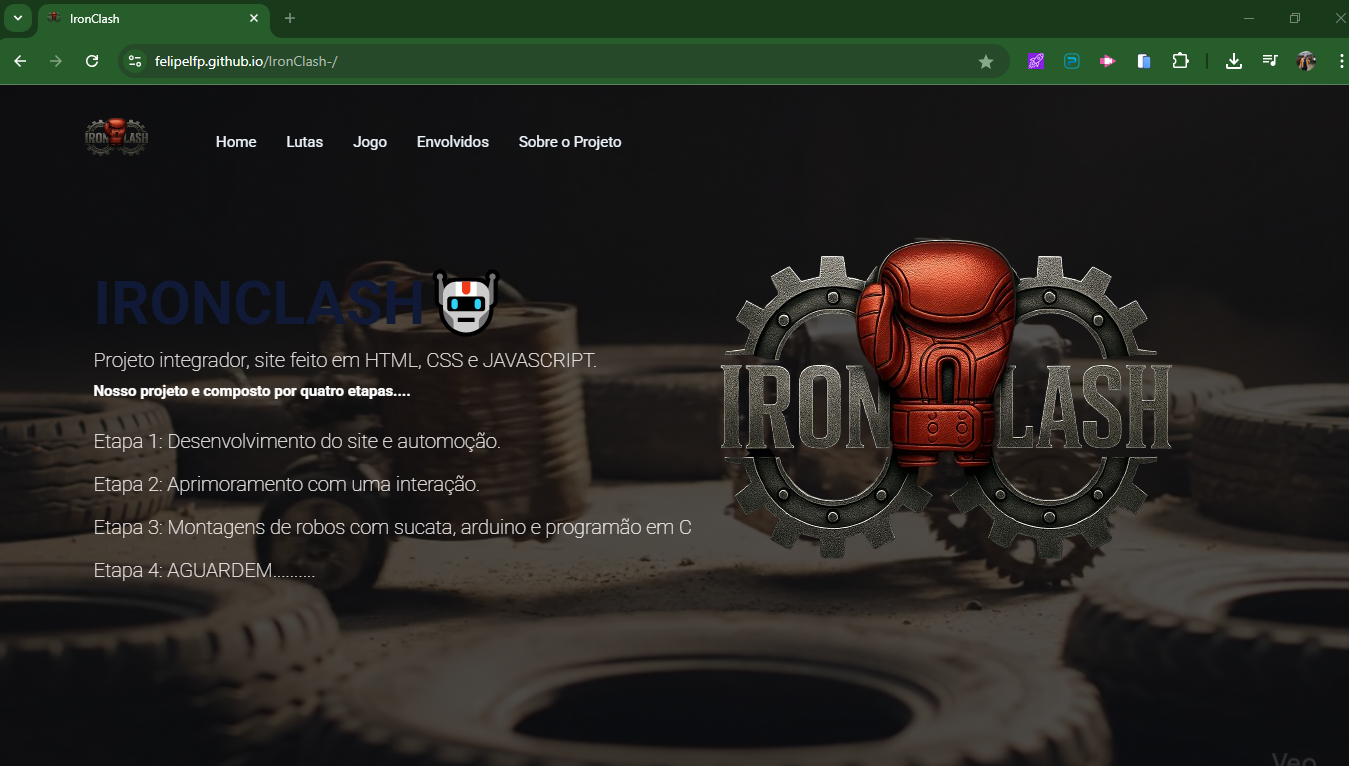 IronClash
felipelfp.github.io/IronClash-/
IRON CLASH
Home Lutas Jogo Envolvidos Sobre o Projeto
IRONCLASH
Projeto integrador, site feito em HTML, CSS e JAVASCRIPT.
Nosso projeto e composto por quatro etapas....
Etapa 1: Desenvolvimento do site e automoção.
Etapa 2: Aprimoramento com uma interação.
Etapa 3: Montagens de robos com sucata, arduino e programão em C
Etapa 4: AGUARDEM..........
IRON CLASH
Veo